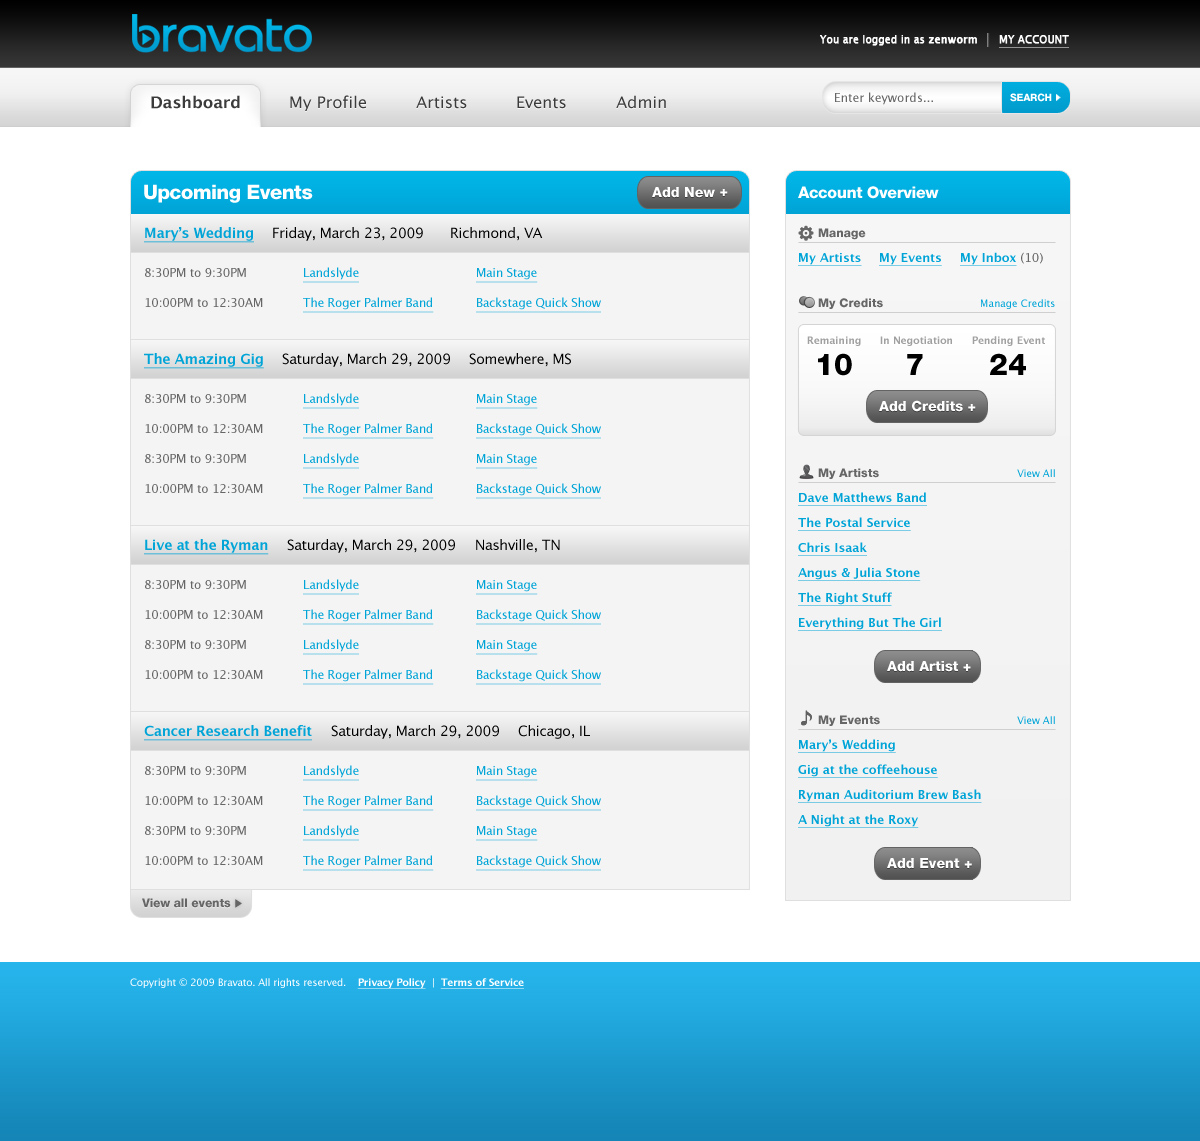 bravato
You are logged in as zenworm | MY ACCOUNT
Dashboard My Profile Artists Events Admin
Enter keywords... SEARCH
Upcoming Events Add New +
Mary's Wedding Friday, March 23, 2009 Richmond, VA
8:30PM to 9:30PM Landslyde Main Stage
10:00PM to 12:30AM The Roger Palmer Band Backstage Quick Show
The Amazing Gig Saturday, March 29, 2009 Somewhere, MS
8:30PM to 9:30PM Landslyde Main Stage
10:00PM to 12:30AM The Roger Palmer Band Backstage Quick Show
8:30PM to 9:30PM Landslyde Main Stage
10:00PM to 12:30AM The Roger Palmer Band Backstage Quick Show
Live at the Ryman Saturday, March 29, 2009 Nashville, TN
8:30PM to 9:30PM Landslyde Main Stage
10:00PM to 12:30AM The Roger Palmer Band Backstage Quick Show
8:30PM to 9:30PM Landslyde Main Stage
10:00PM to 12:30AM The Roger Palmer Band Backstage Quick Show
Cancer Research Benefit Saturday, March 29, 2009 Chicago, IL
8:30PM to 9:30PM Landslyde Main Stage
10:00PM to 12:30AM The Roger Palmer Band Backstage Quick Show
8:30PM to 9:30PM Landslyde Main Stage
10:00PM to 12:30AM The Roger Palmer Band Backstage Quick Show
View all events
Account Overview
Manage
My Artists My Events My Inbox (10)
My Credits Manage Credits
Remaining In Negotiation Pending Event
10 7 24
Add Credits +
My Artists View All
Dave Matthews Band
The Postal Service
Chris Isaak
Angus & Julia Stone
The Right Stuff
Everything But The Girl
Add Artist +
My Events View All
Mary's Wedding
Gig at the coffeehouse
Ryman Auditorium Brew Bash
A Night at the Roxy
Add Event +
Copyright © 2009 Bravato. All rights reserved. Privacy Policy | Terms of Service